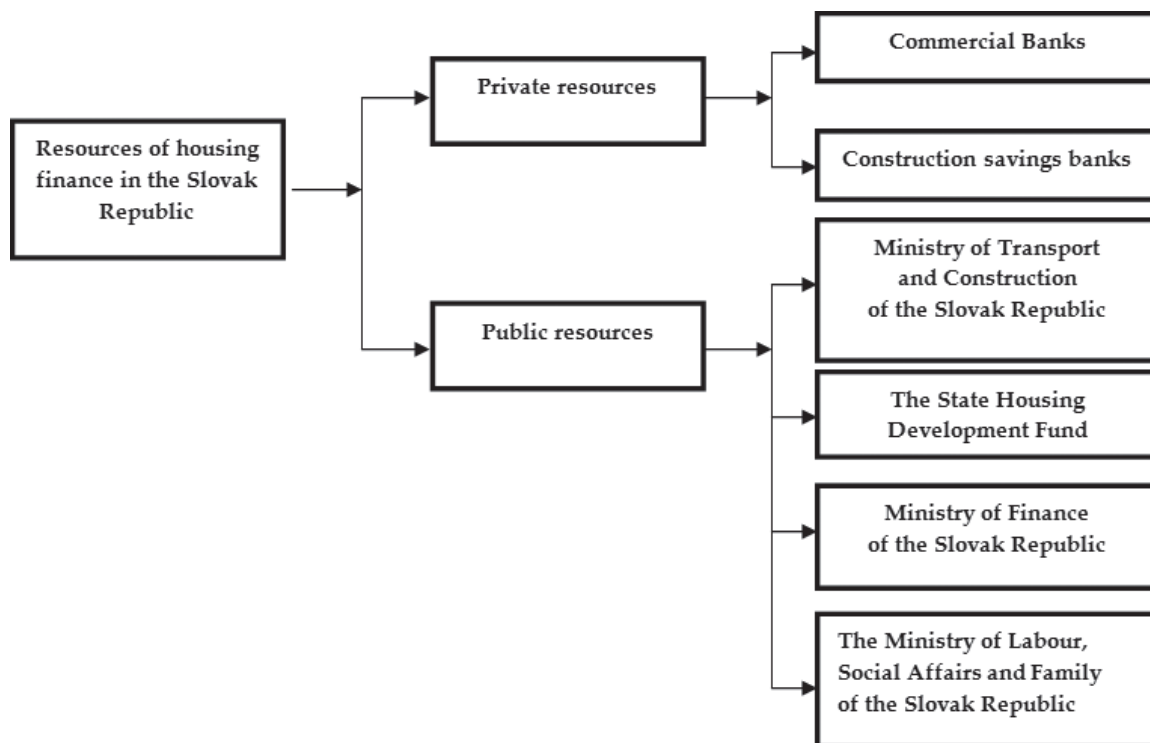 Resources of housing
finance in the Slovak
Republic
Private resources
Commercial Banks
Construction savings banks
Public resources
Ministry of Transport
and Construction
of the Slovak Republic
The State Housing
Development Fund
Ministry of Finance
of the Slovak Republic
The Ministry of Labour,
Social Affairs and Family
of the Slovak Republic